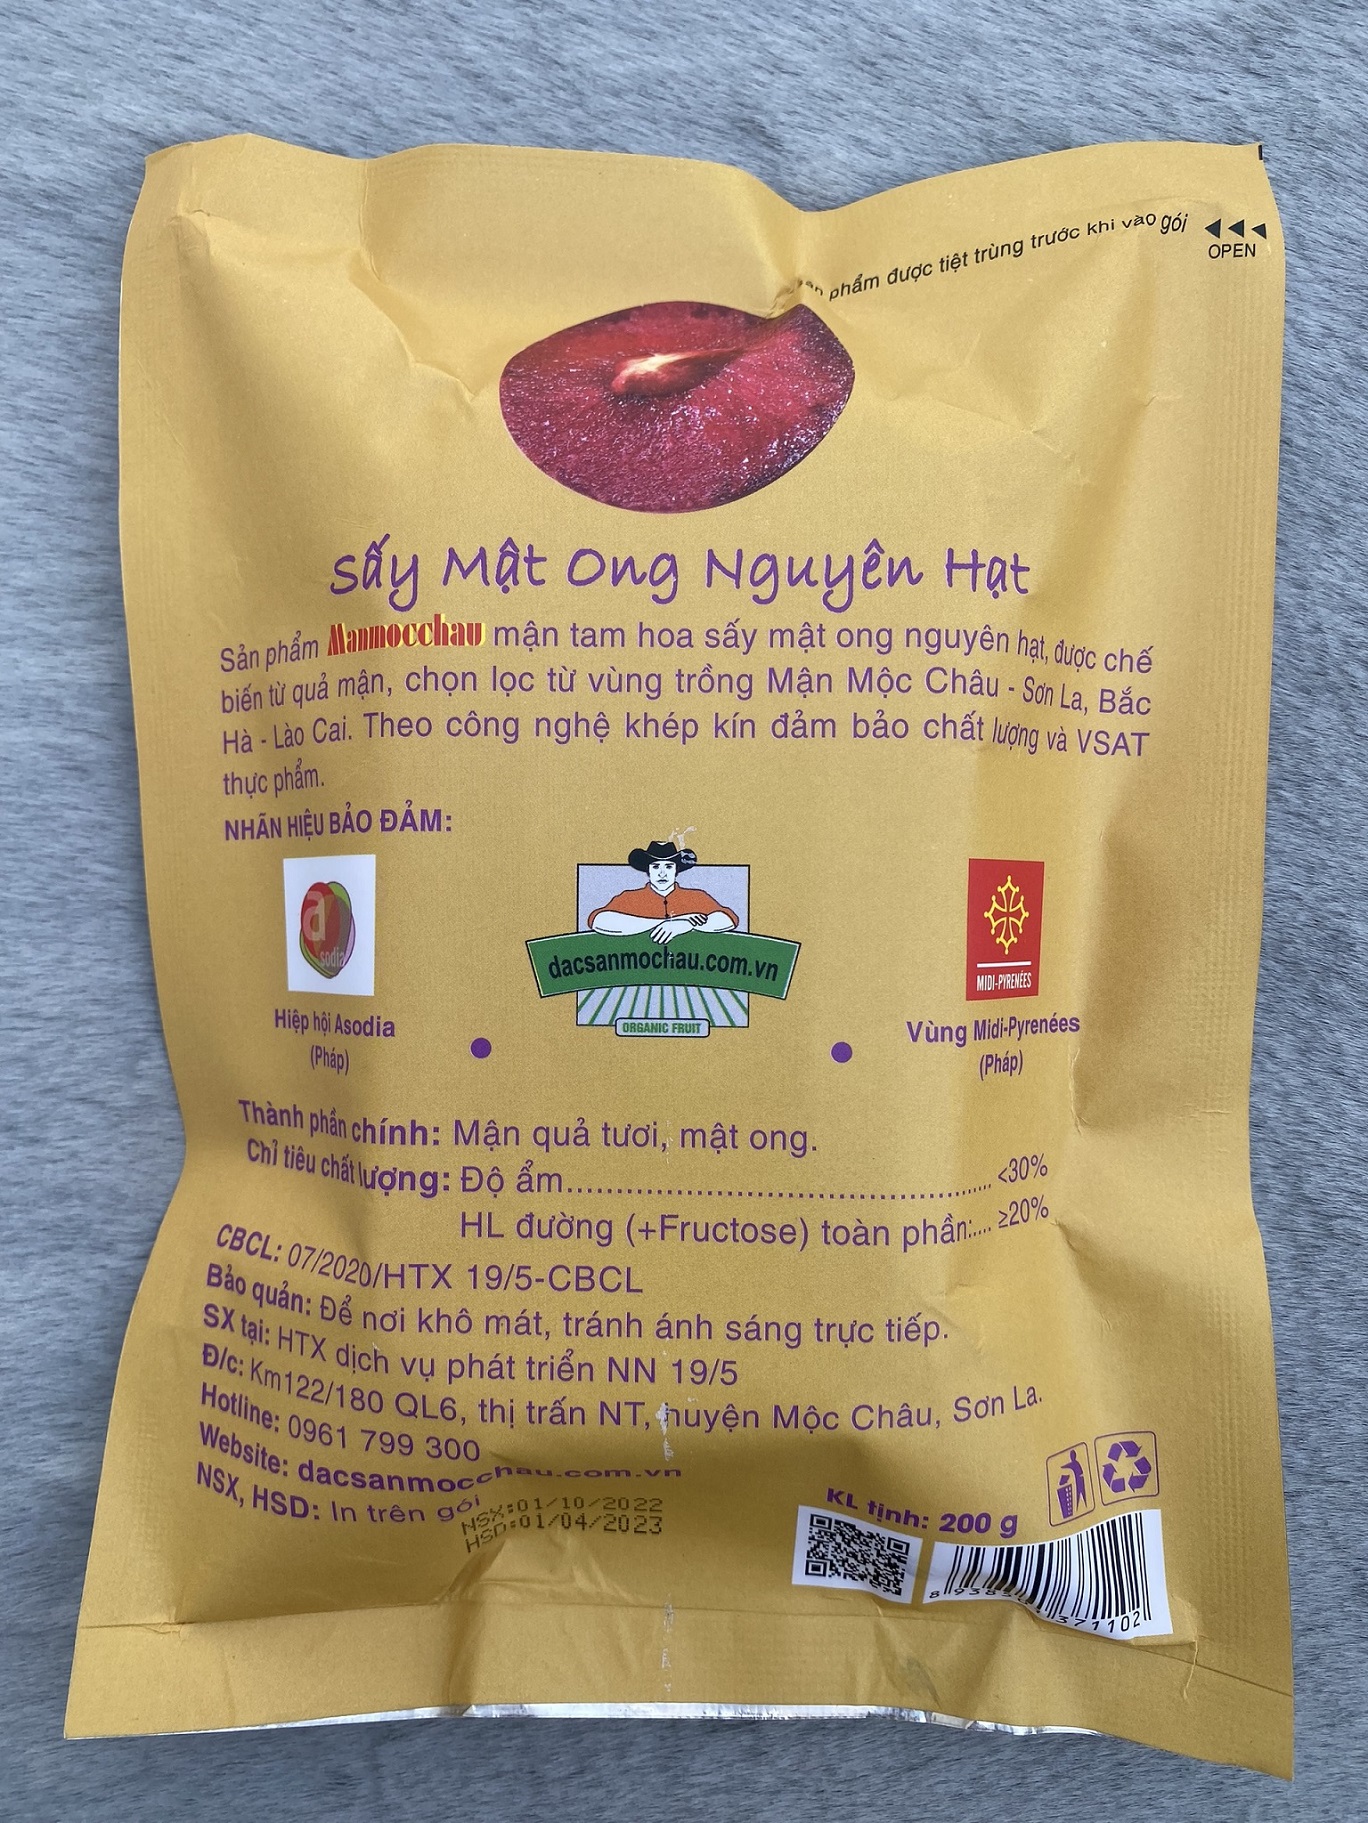 phẩm được tiệt trùng trước khi vào gói
OPEN
Sấy Mật Ong Nguyên Hạt
Sản phẩm Manmocchau mận tam hoa sấy mật ong nguyên hạt, được chế
biến từ quả mận, chọn lọc từ vùng trồng Mận Mộc Châu - Sơn La, Bắc
Hà - Lào Cai. Theo công nghệ khép kín đảm bảo chất lượng và VSAT
thực phẩm.
NHÃN HIỆU BẢO ĐẢM:
a
sodia
dacsanmochau.com.vn
ORGANIC FRUIT
MIDI-PYRENÉES
Hiệp hội Asodia
(Pháp)
Vùng Midi-Pyrenées
(Pháp)
Thành phần chính: Mận quả tươi, mật ong.
Chỉ tiêu chất lượng: Độ ẩm........................................ <30%
HL đường (+Fructose) toàn phần:.... ≥20%
CBCL: 07/2020/HTX 19/5-CBCL
Bảo quản: Để nơi khô mát, tránh ánh sáng trực tiếp.
SX tại: HTX dịch vụ phát triển NN 19/5
Đ/c: Km122/180 QL6, thị trấn NT, huyện Mộc Châu, Sơn La.
Hotline: 0961 799 300
Website: dacsanmocchau.com.vn
NSX, HSD: In trên gói
NSX:01/10/2022
HSD:01/04/2023
KL tịnh: 200 g
371102